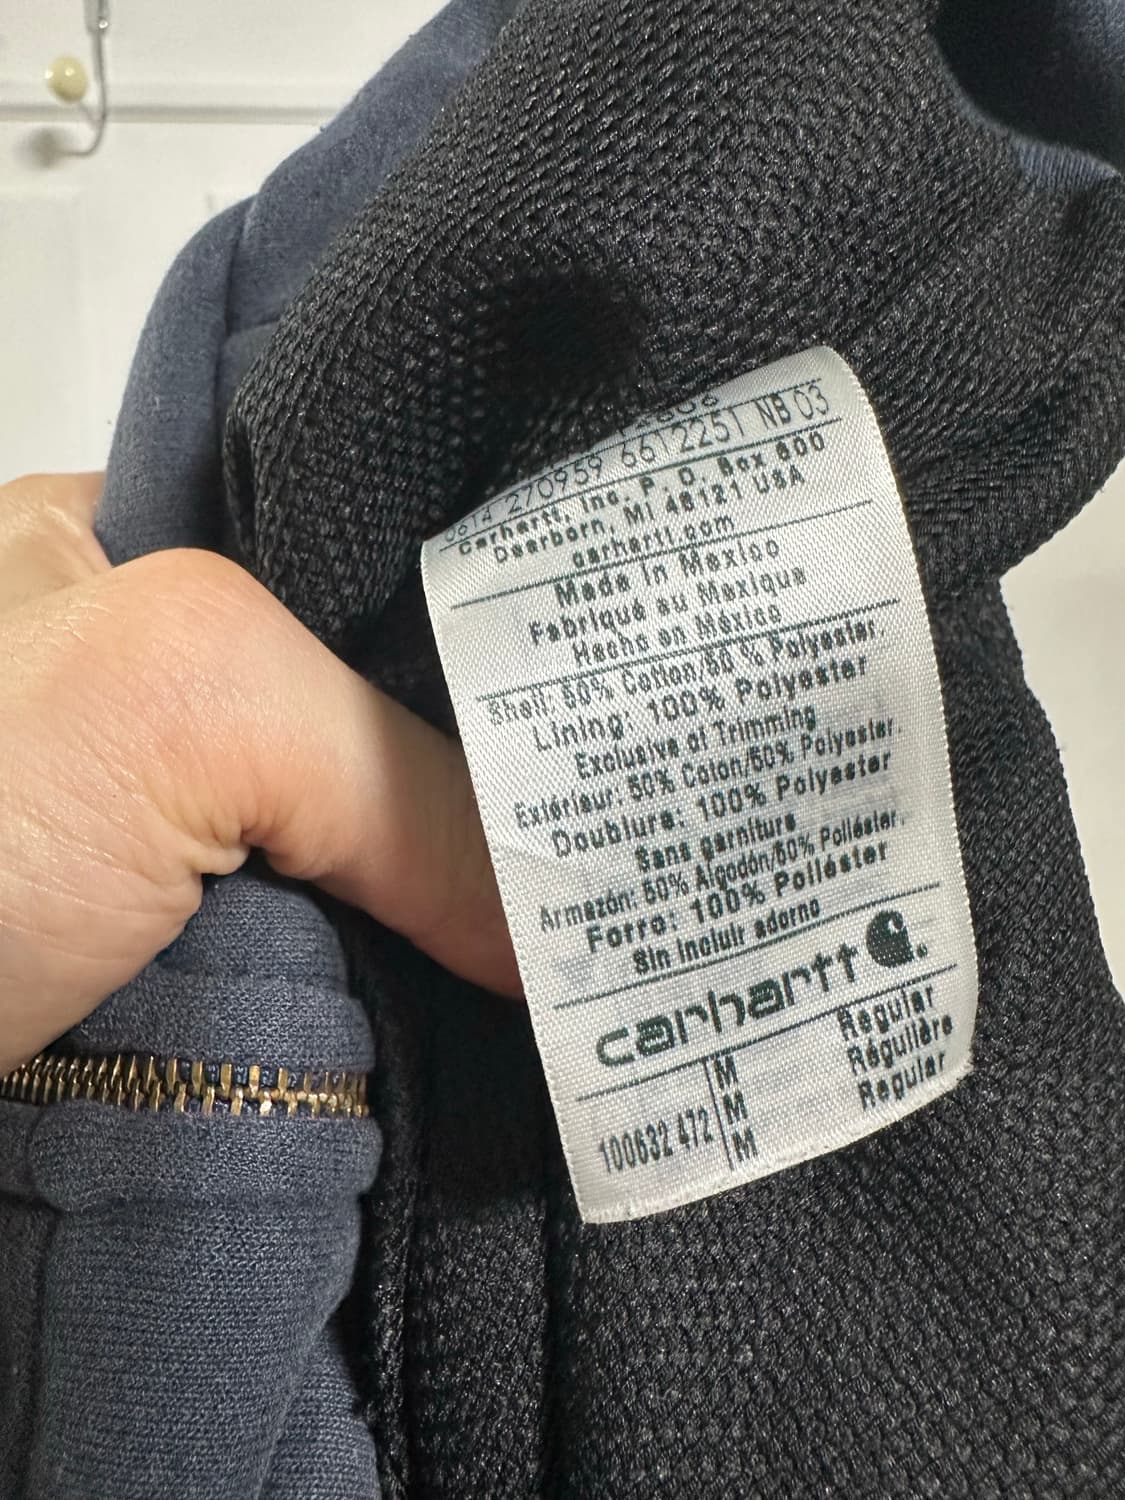 0614 270959 6612251 NB 03
Carhartt, Inc. P. O. Box 600
Dearborn, MI 48121 USA
carhartt.com
Made in Mexico
Fabriqué au Mexique
Hecho en México
Shell: 50% Cotton/50 % Polyester.
Lining: 100% Polyester
Exclusive of Trimming
Extérieur: 50% Coton/50% Polyester.
Doublure: 100% Polyester
Sans garniture
Armazón: 50% Algodón/50% Poliéster.
Forro: 100% Poliéster
Sin incluir adorno
carhartt
M Regular
M Régulière
100632 472 M Regular